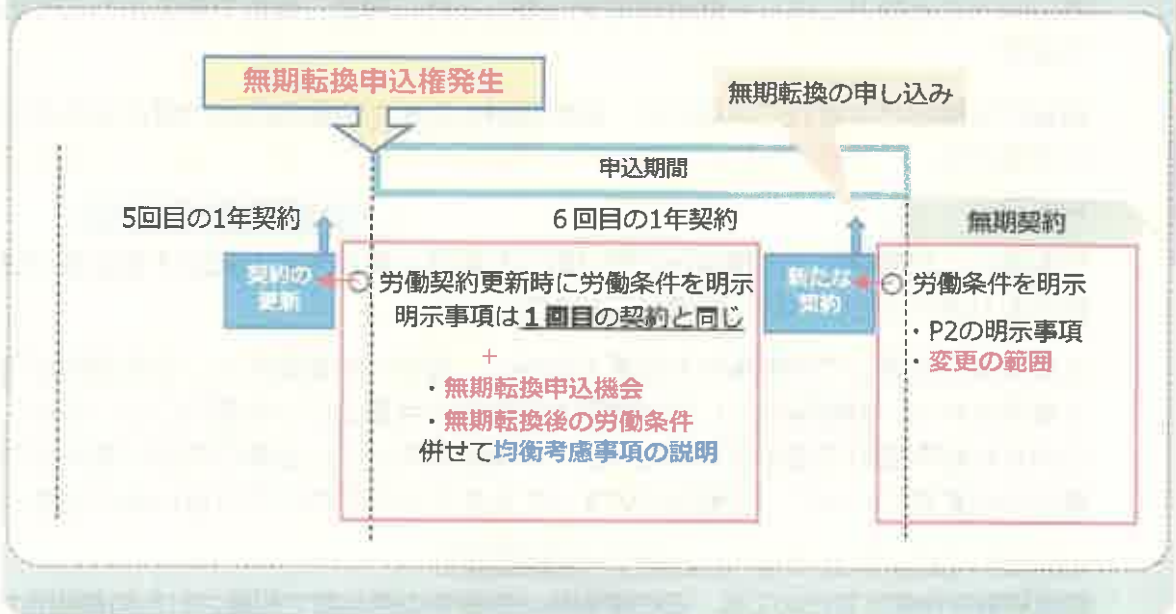 無期転換申込権発生
無期転換の申し込み
申込期間
5回目の1年契約
6回目の1年契約
無期契約
契約の
更新
○ 労働契約更新時に労働条件を明示
明示事項は1回目の契約と同じ
+
・無期転換申込機会
・無期転換後の労働条件
併せて均衡考慮事項の説明
新たな
契約
○ 労働条件を明示
・P2の明示事項
・変更の範囲